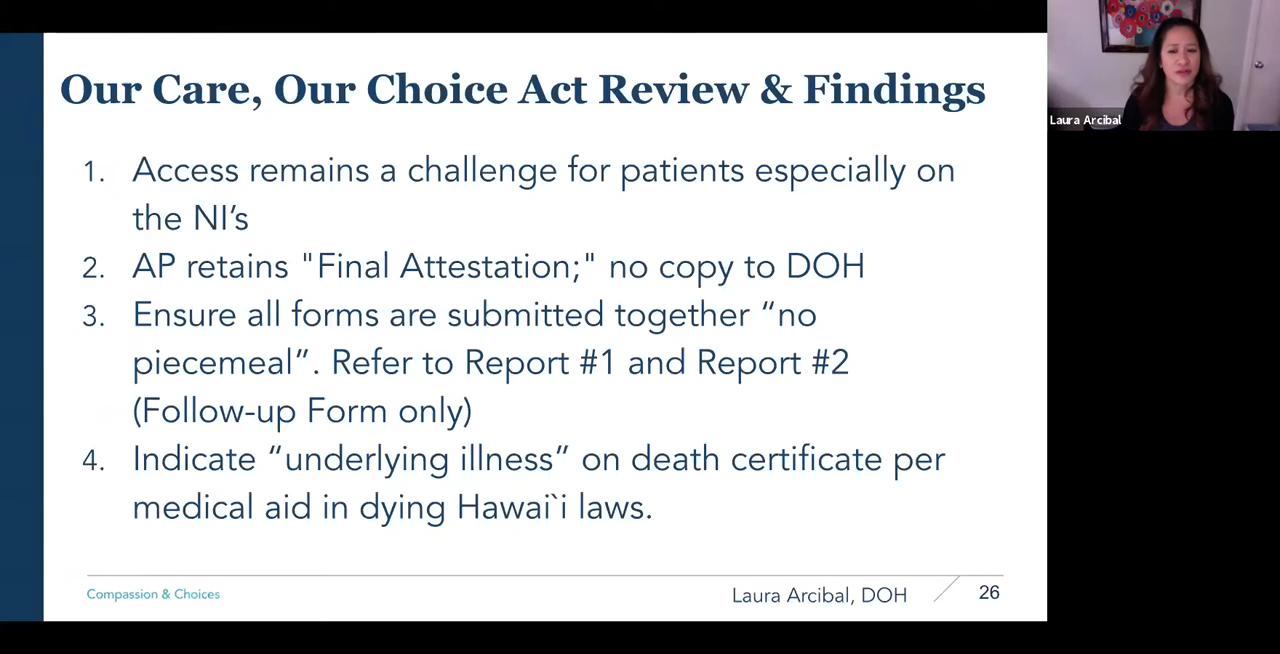 Our Care, Our Choice Act Review & Findings
Laura Arcibal
1. Access remains a challenge for patients especially on
the NI’s
2. AP retains "Final Attestation;" no copy to DOH
3. Ensure all forms are submitted together “no
piecemeal”. Refer to Report #1 and Report #2
(Follow-up Form only)
4. Indicate “underlying illness” on death certificate per
medical aid in dying Hawai`i laws.
Compassion & Choices
Laura Arcibal, DOH
26